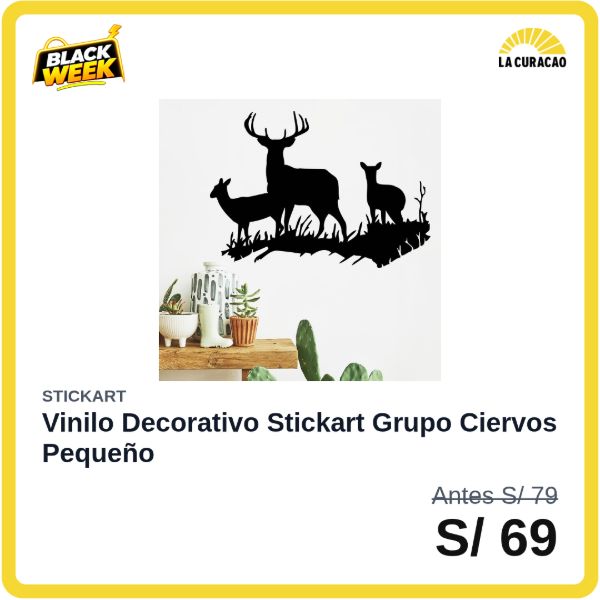 BLACK
WEEK
LA CURACAO
STICKART
Vinilo Decorativo Stickart Grupo Ciervos
Pequeño
Antes S/ 79
S/ 69